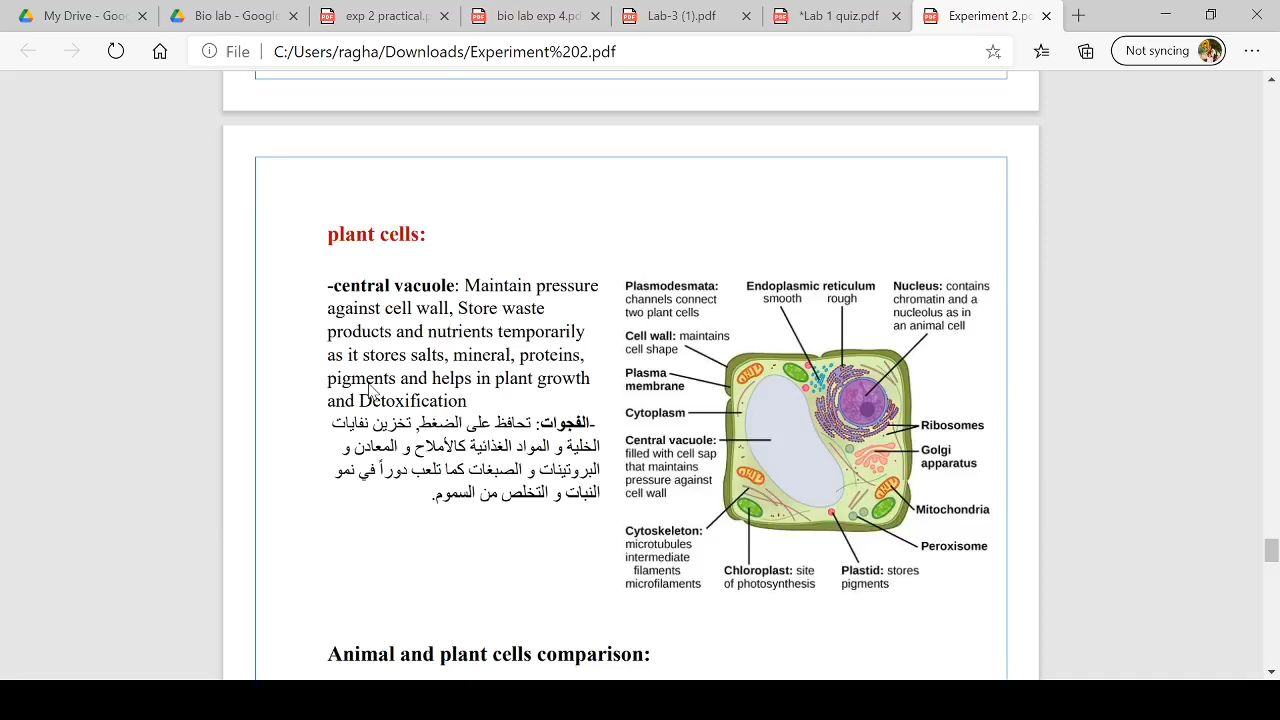 My Drive - Goo
Bio lab - Google
exp 2 practical.p
bio lab exp 4.pd
Lab-3 (1).pdf
*Lab 1 quiz.pdf
Experiment 2.pd
File
C:/Users/ragha/Downloads/Experiment%202.pdf
Not syncing
plant cells:
-central vacuole: Maintain pressure
against cell wall, Store waste
products and nutrients temporarily
as it stores salts, mineral, proteins,
pigments and helps in plant growth
and Detoxification
-الفجوات: تحافظ على الضغط, تخزين نفايات
الخلية و المواد الغذائية كالأملاح و المعادن و
البروتينات و الصبغات كما تلعب دوراً في نمو
النبات و التخلص من السموم.
Plasmodesmata:
channels connect
two plant cells
Endoplasmic reticulum
smooth rough
Nucleus: contains
chromatin and a
nucleolus as in
an animal cell
Cell wall: maintains
cell shape
Plasma
membrane
Cytoplasm
Central vacuole:
filled with cell sap
that maintains
pressure against
cell wall
Ribosomes
Golgi
apparatus
Mitochondria
Peroxisome
Cytoskeleton:
microtubules
intermediate
filaments
microfilaments
Chloroplast: site
of photosynthesis
Plastid: stores
pigments
Animal and plant cells comparison: